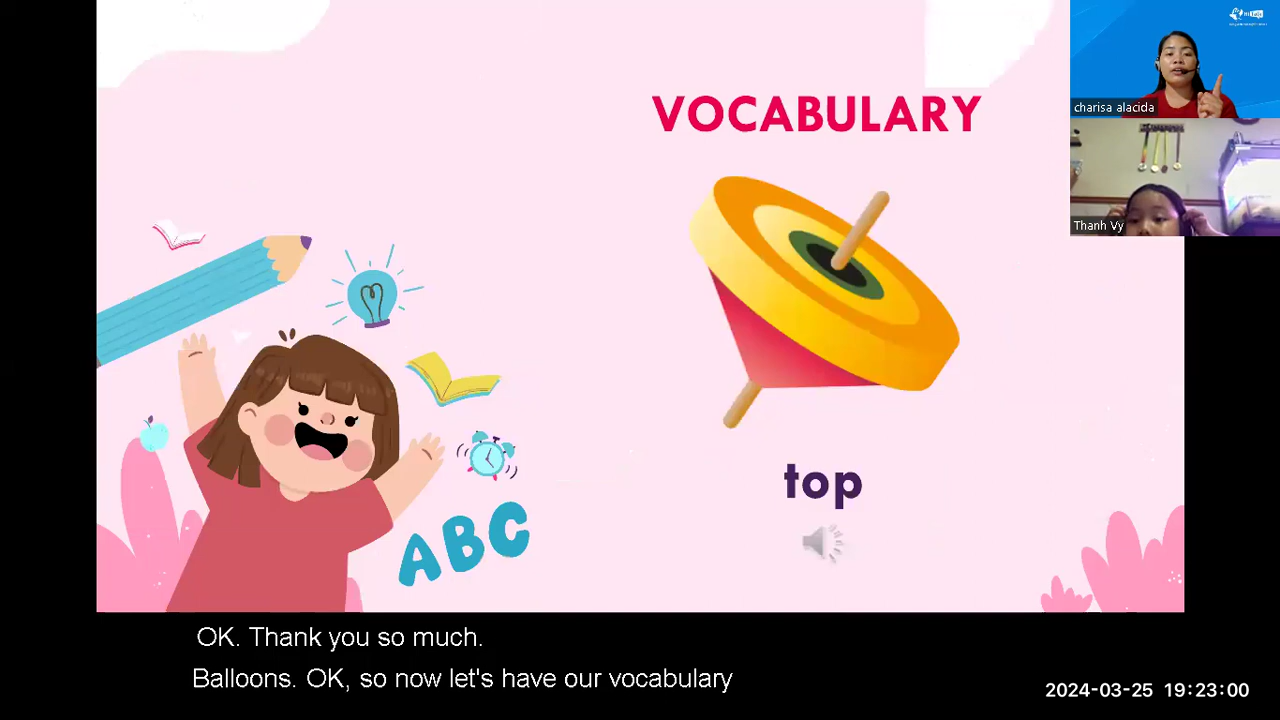 VOCABULARY
top
ABC
charisa alacida
Thanh Vy
OK. Thank you so much.
Balloons. OK, so now let's have our vocabulary
2024-03-25 19:23:00